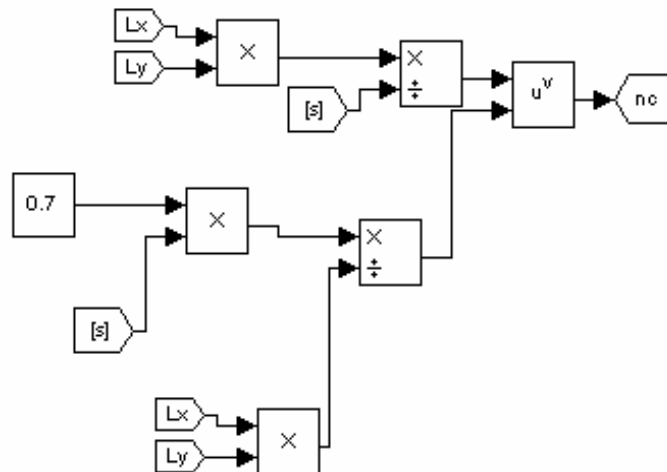 Lx
Ly
×
[s]
×
÷
u^v
nc
0.7
[s]
×
×
÷
Lx
Ly
×